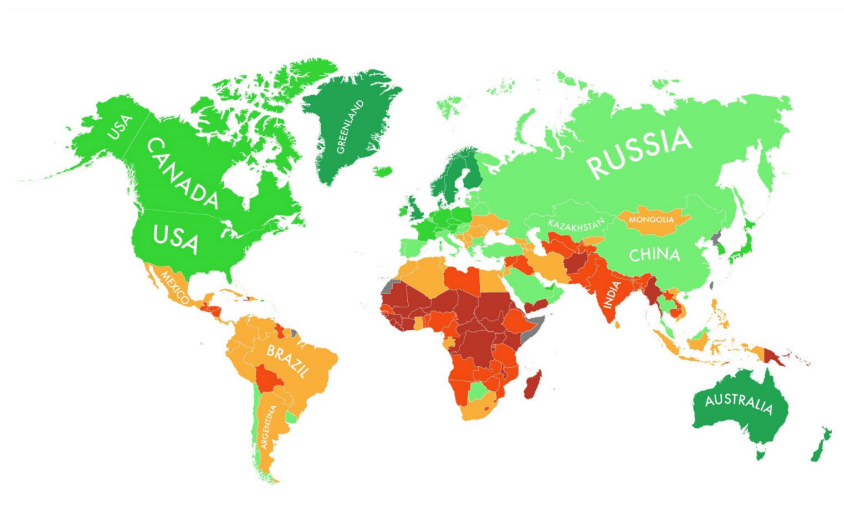 USA
CANADA
GREENLAND
USA
MEXICO
BRAZIL
ARGENTINA
RUSSIA
KAZAKHSTAN
MONGOLIA
CHINA
INDIA
AUSTRALIA